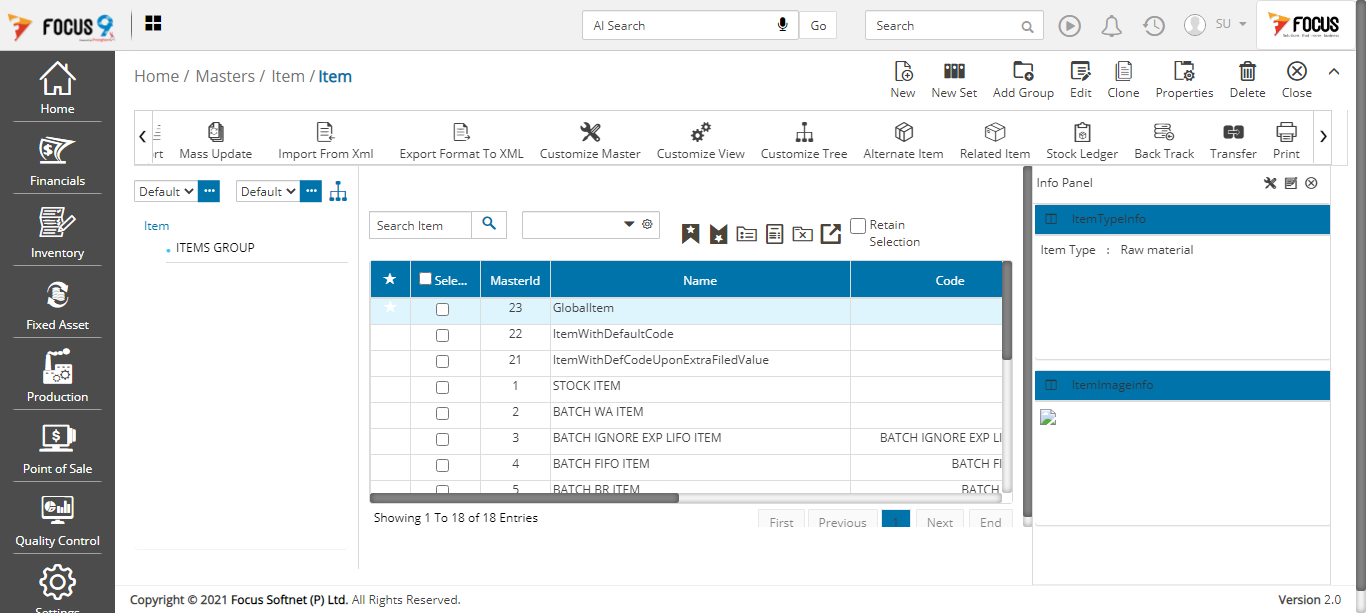 FOCUS 9
AI Search
Go
Search
SU
FOCUS
Home
Financials
Inventory
Fixed Asset
Production
Point of Sale
Quality Control
Settings
Home / Masters / Item / Item
New
New Set
Add Group
Edit
Clone
Properties
Delete
Close
rt
Mass Update
Import From Xml
Export Format To XML
Customize Master
Customize View
Customize Tree
Alternate Item
Related Item
Stock Ledger
Back Track
Transfer
Print
Default
Default
Item
ITEMS GROUP
Search Item
Retain
Selection
Sele... MasterId Name Code
23 GlobalItem
22 ItemWithDefaultCode
21 ItemWithDefCodeUponExtraFiledValue
1 STOCK ITEM
2 BATCH WA ITEM
3 BATCH IGNORE EXP LIFO ITEM BATCH IGNORE EXP LI
4 BATCH FIFO ITEM BATCH FI
5 BATCH BR ITEM BATCH
Showing 1 To 18 of 18 Entries
First
Previous
1
Next
End
Info Panel
ItemTypeInfo
Item Type : Raw material
ItemImageinfo
Copyright © 2021 Focus Softnet (P) Ltd. All Rights Reserved.
Version 2.0